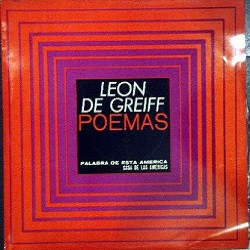 LEON
DE GREIFF
POEMAS
PALABRA DE ESTA AMERICA
CASA DE LAS AMERICAS